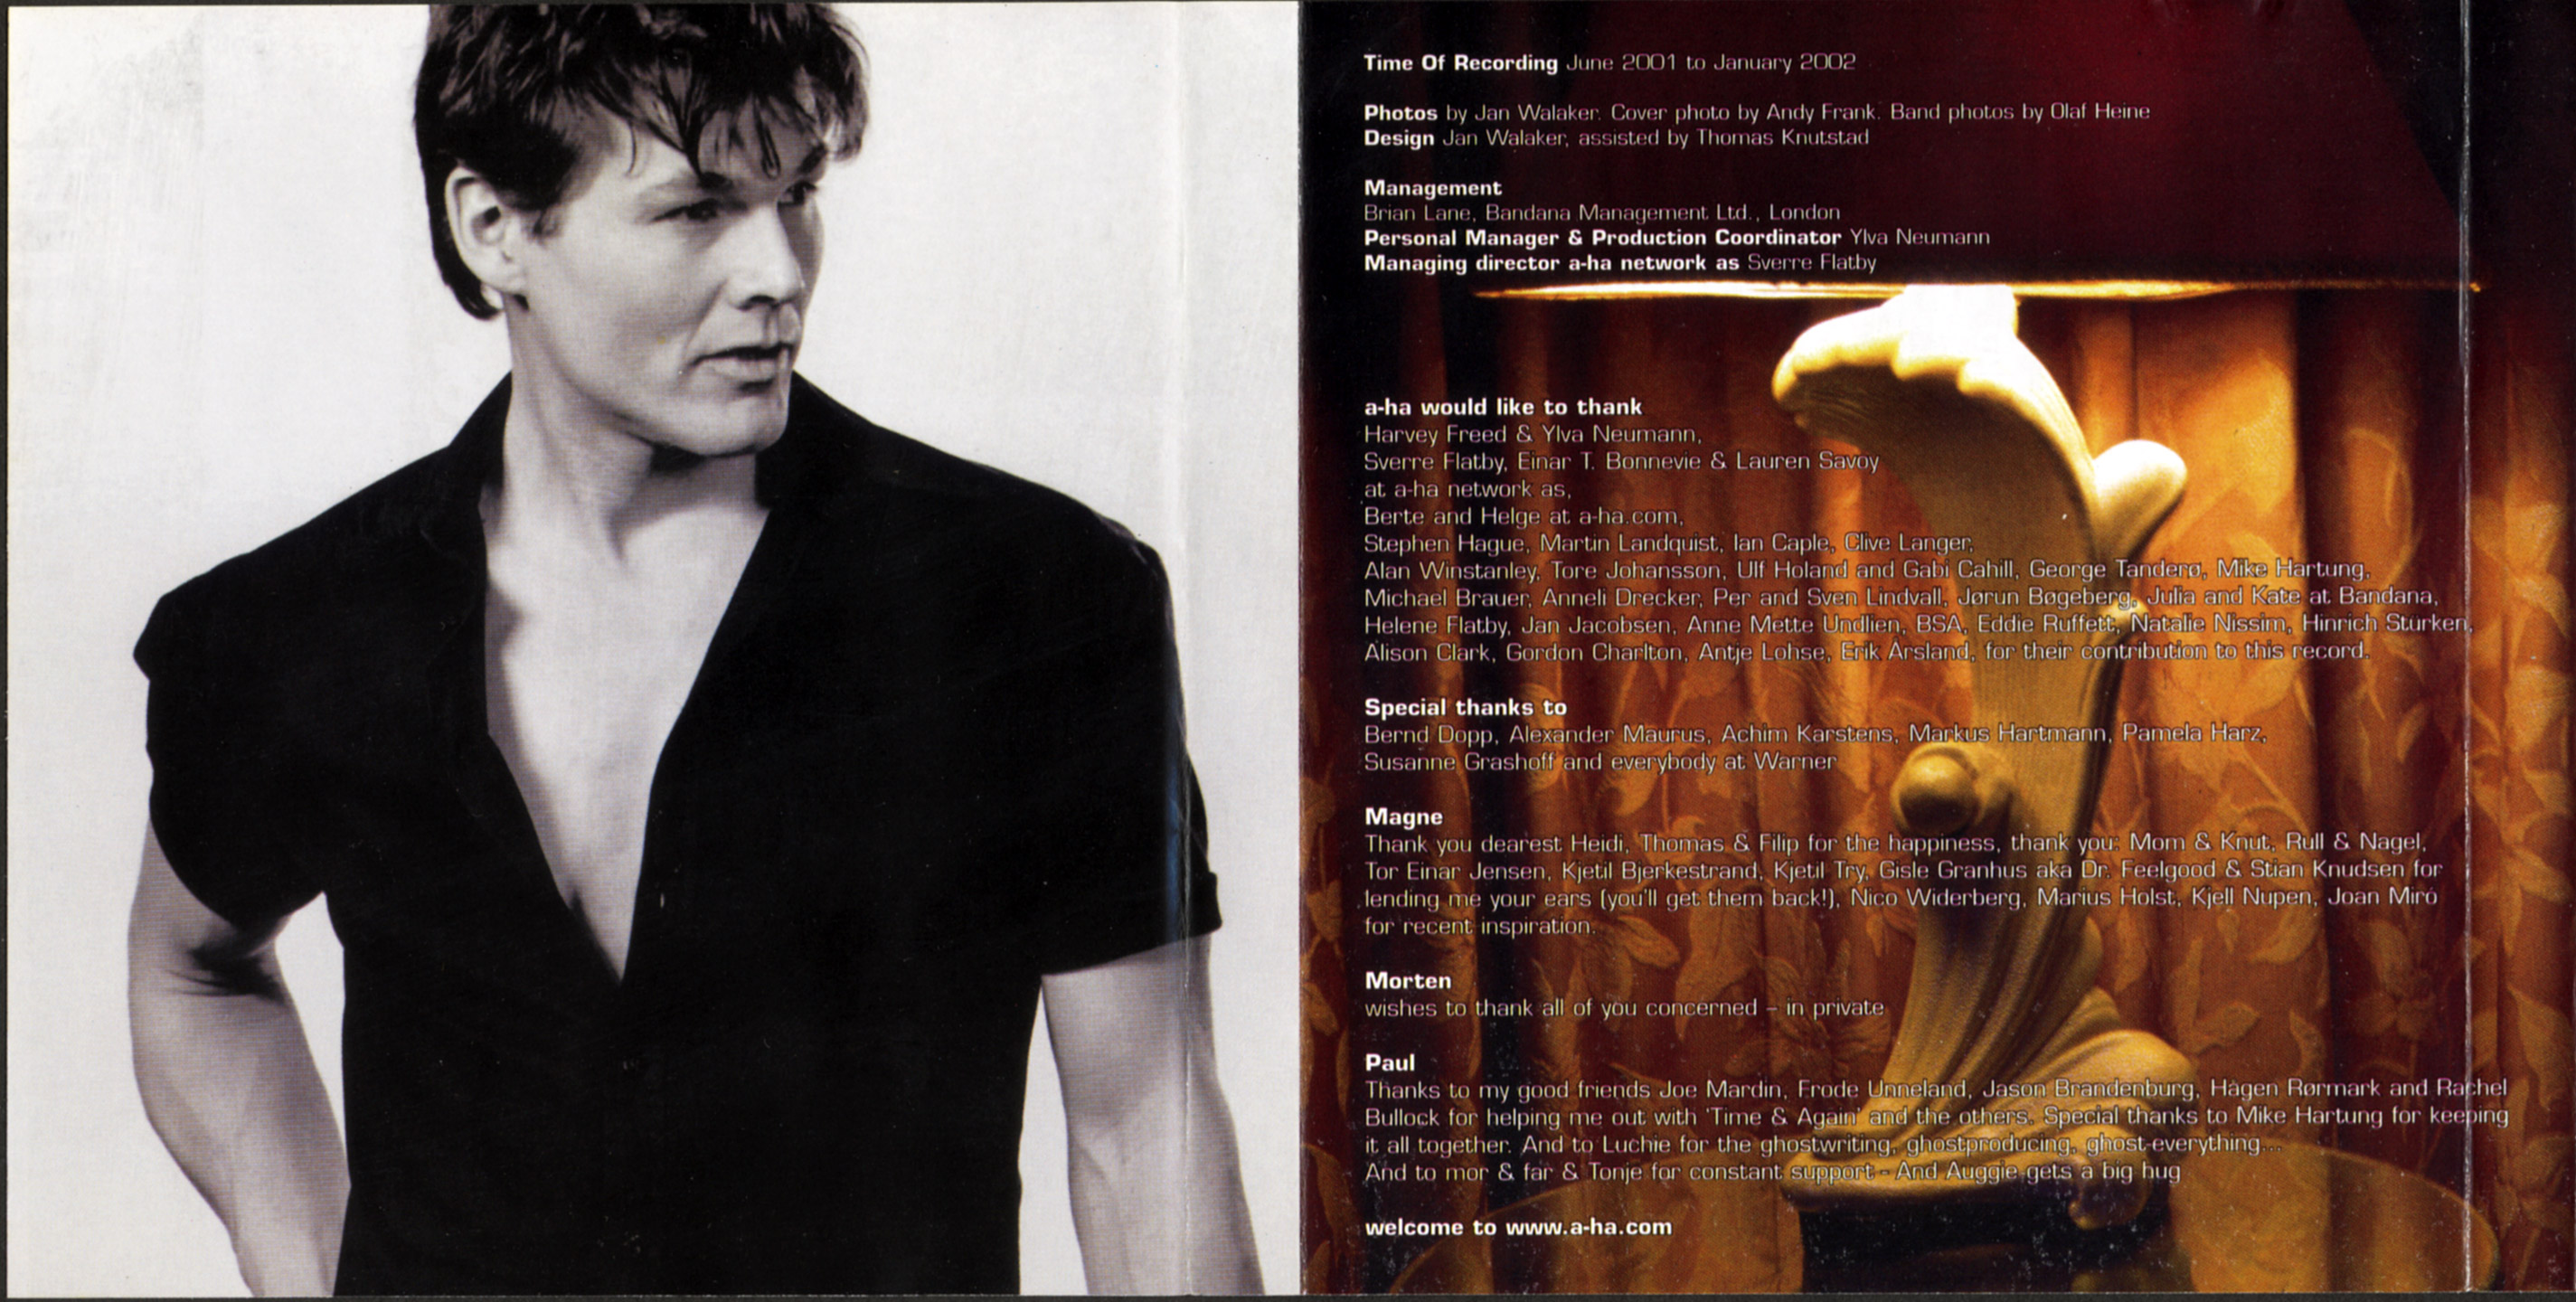 Time Of Recording June 2001 to January 2002
Photos by Jan Walaker. Cover photo by Andy Frank. Band photos by Olaf Heine
Design Jan Walaker, assisted by Thomas Knutstad
Management
Brian Lane, Bandana Management Ltd., London
Personal Manager & Production Coordinator Ylva Neumann
Managing director a-ha network as Sverre Flatby
a-ha would like to thank
Harvey Freed & Ylva Neumann,
Sverre Flatby, Einar T. Bonnevie & Lauren Savoy
at a-ha network as,
Berte and Helge at a-ha.com,
Stephen Hague, Martin Landquist, Ian Caple, Clive Langer,
Alan Winstanley, Tore Johansson, Ulf Holand and Gabi Cahill, George Tanderø, Mike Hartung,
Michael Brauer, Anneli Drecker, Per and Sven Lindvall, Jørun Bøgeberg, Julia and Kate at Bandana,
Helene Flatby, Jan Jacobsen, Anne Mette Undlien, BSA, Eddie Ruffett, Natalie Nissim, Hinrich Stürken,
Alison Clark, Gordon Charlton, Antje Lohse, Erik Årsland, for their contribution to this record.
Special thanks to
Bernd Dopp, Alexander Maurus, Achim Karstens, Markus Hartmann, Pamela Harz,
Susanne Grashoff and everybody at Warner
Magne
Thank you dearest Heidi, Thomas & Filip for the happiness, thank you: Mom & Knut, Rull & Nagel,
Tor Einar Jensen, Kjetil Bjerkestrand, Kjetil Try, Gisle Granhus aka Dr. Feelgood & Stian Knudsen for
lending me your ears (you'll get them back!), Nico Widerberg, Marius Holst, Kjell Nupen, Joan Miró
for recent inspiration.
Morten
wishes to thank all of you concerned – in private
Paul
Thanks to my good friends Joe Mardin, Frode Unneland, Jason Brandenburg, Hågen Rørmark and Rachel
Bullock for helping me out with 'Time & Again' and the others. Special thanks to Mike Hartung for keeping
it all together. And to Luchie for the ghostwriting, ghostproducing, ghost-everything...
And to mor & far & Tonje for constant support - And Auggie gets a big hug
welcome to www.a-ha.com